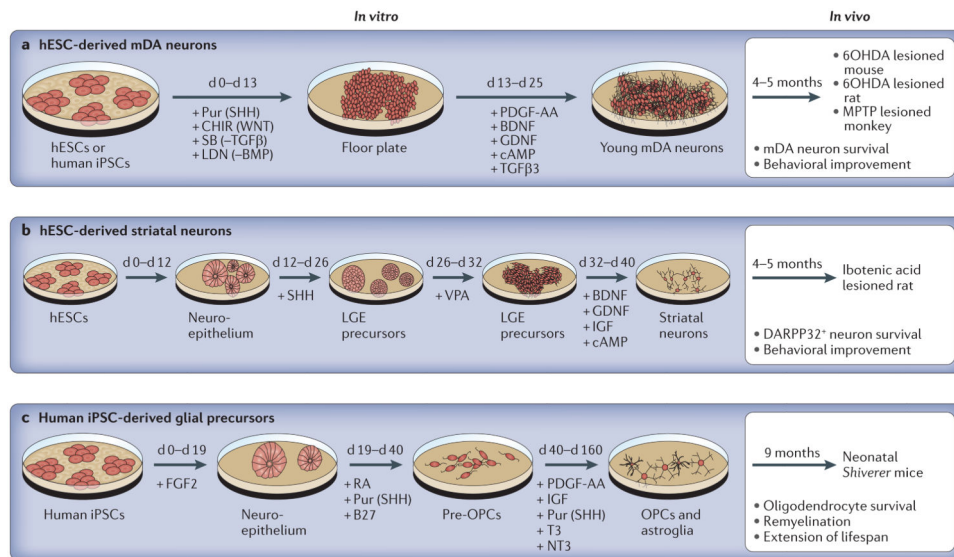 In vitro
In vivo
a hESC-derived mDA neurons
hESCs or
human iPSCs
d 0–d 13
+ Pur (SHH)
+ CHIR (WNT)
+ SB (–TGFβ)
+ LDN (–BMP)
Floor plate
d 13–d 25
+ PDGF-AA
+ BDNF
+ GDNF
+ cAMP
+ TGFβ3
Young mDA neurons
4–5 months
• 6OHDA lesioned
mouse
• 6OHDA lesioned
rat
• MPTP lesioned
monkey
• mDA neuron survival
• Behavioral improvement
b hESC-derived striatal neurons
hESCs
d 0–d 12
Neuro-
epithelium
d 12–d 26
+ SHH
LGE
precursors
d 26–d 32
+ VPA
LGE
precursors
d 32–d 40
+ BDNF
+ GDNF
+ IGF
+ cAMP
Striatal
neurons
4–5 months
Ibotenic acid
lesioned rat
• DARPP32⁺ neuron survival
• Behavioral improvement
c Human iPSC-derived glial precursors
Human iPSCs
d 0–d 19
+ FGF2
Neuro-
epithelium
d 19–d 40
+ RA
+ Pur (SHH)
+ B27
Pre-OPCs
d 40–d 160
+ PDGF-AA
+ IGF
+ Pur (SHH)
+ T3
+ NT3
OPCs and
astroglia
9 months
Neonatal
Shiverer mice
• Oligodendrocyte survival
• Remyelination
• Extension of lifespan